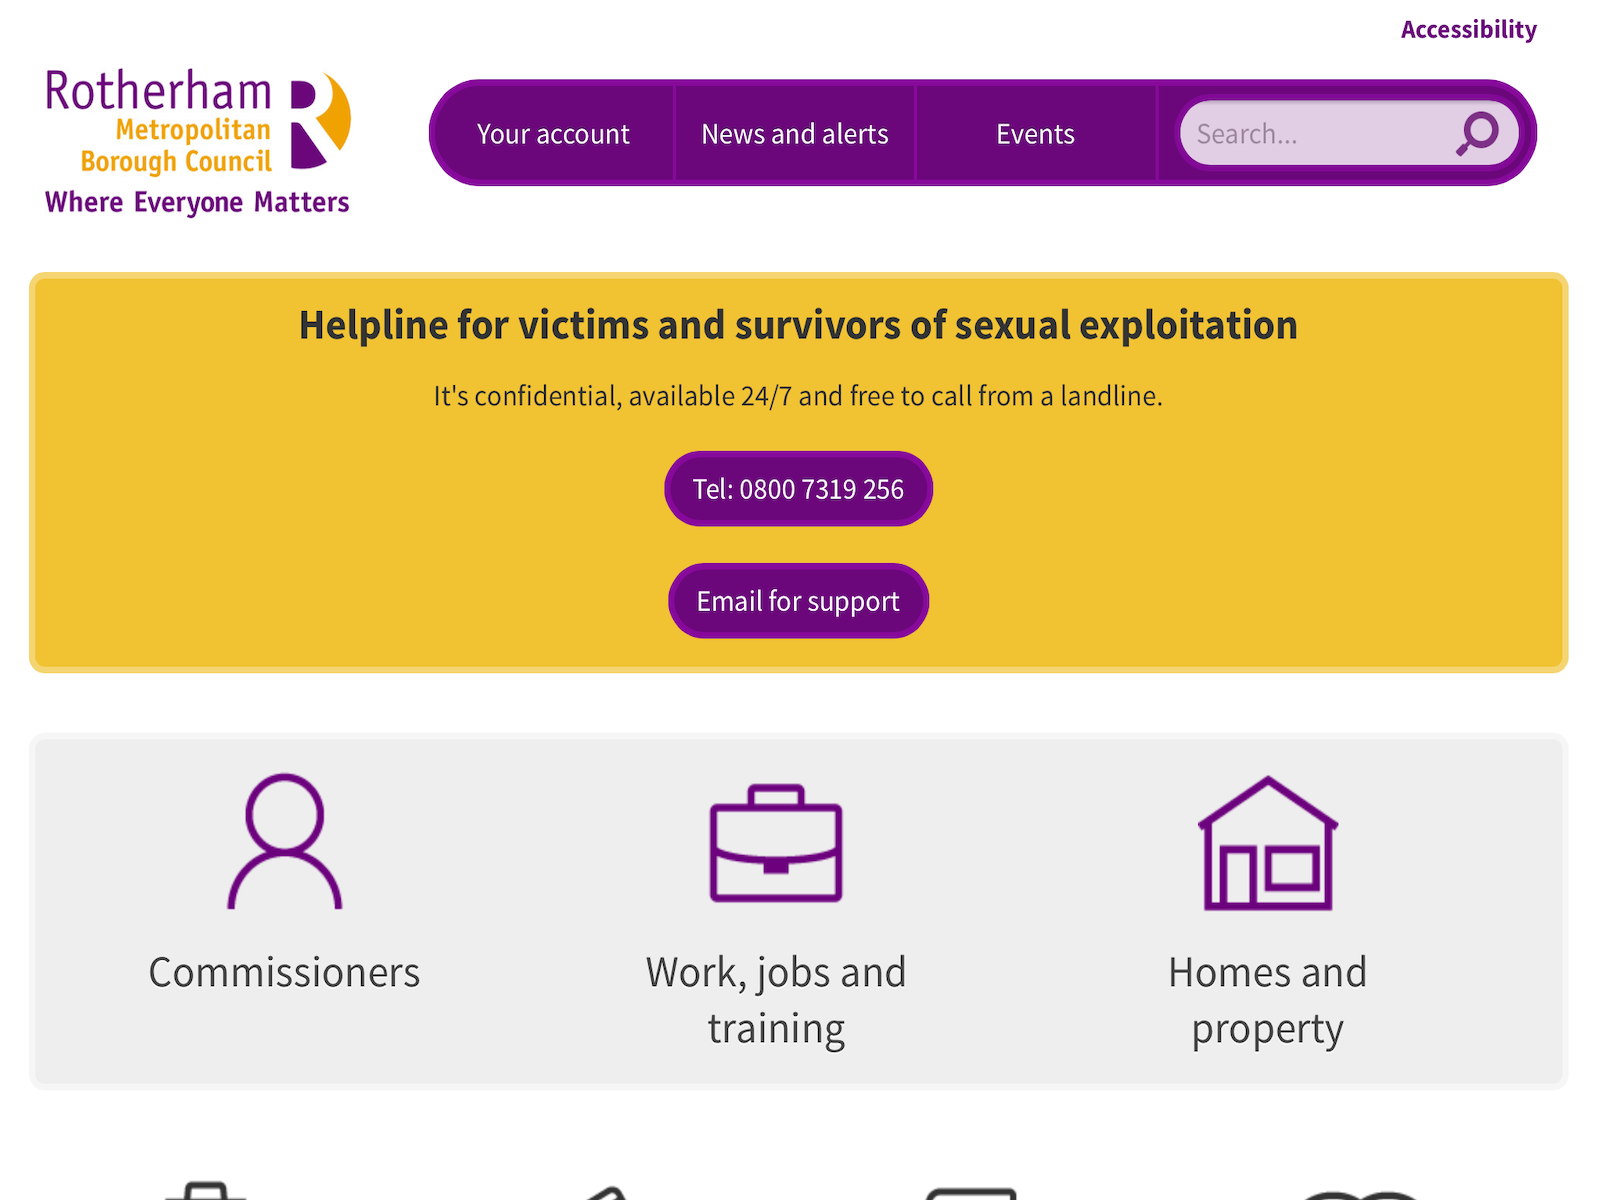 Accessibility
Rotherham
Metropolitan
Borough Council
Where Everyone Matters
Your account
News and alerts
Events
Search...
Helpline for victims and survivors of sexual exploitation
It's confidential, available 24/7 and free to call from a landline.
Tel: 0800 7319 256
Email for support
Commissioners
Work, jobs and
training
Homes and
property